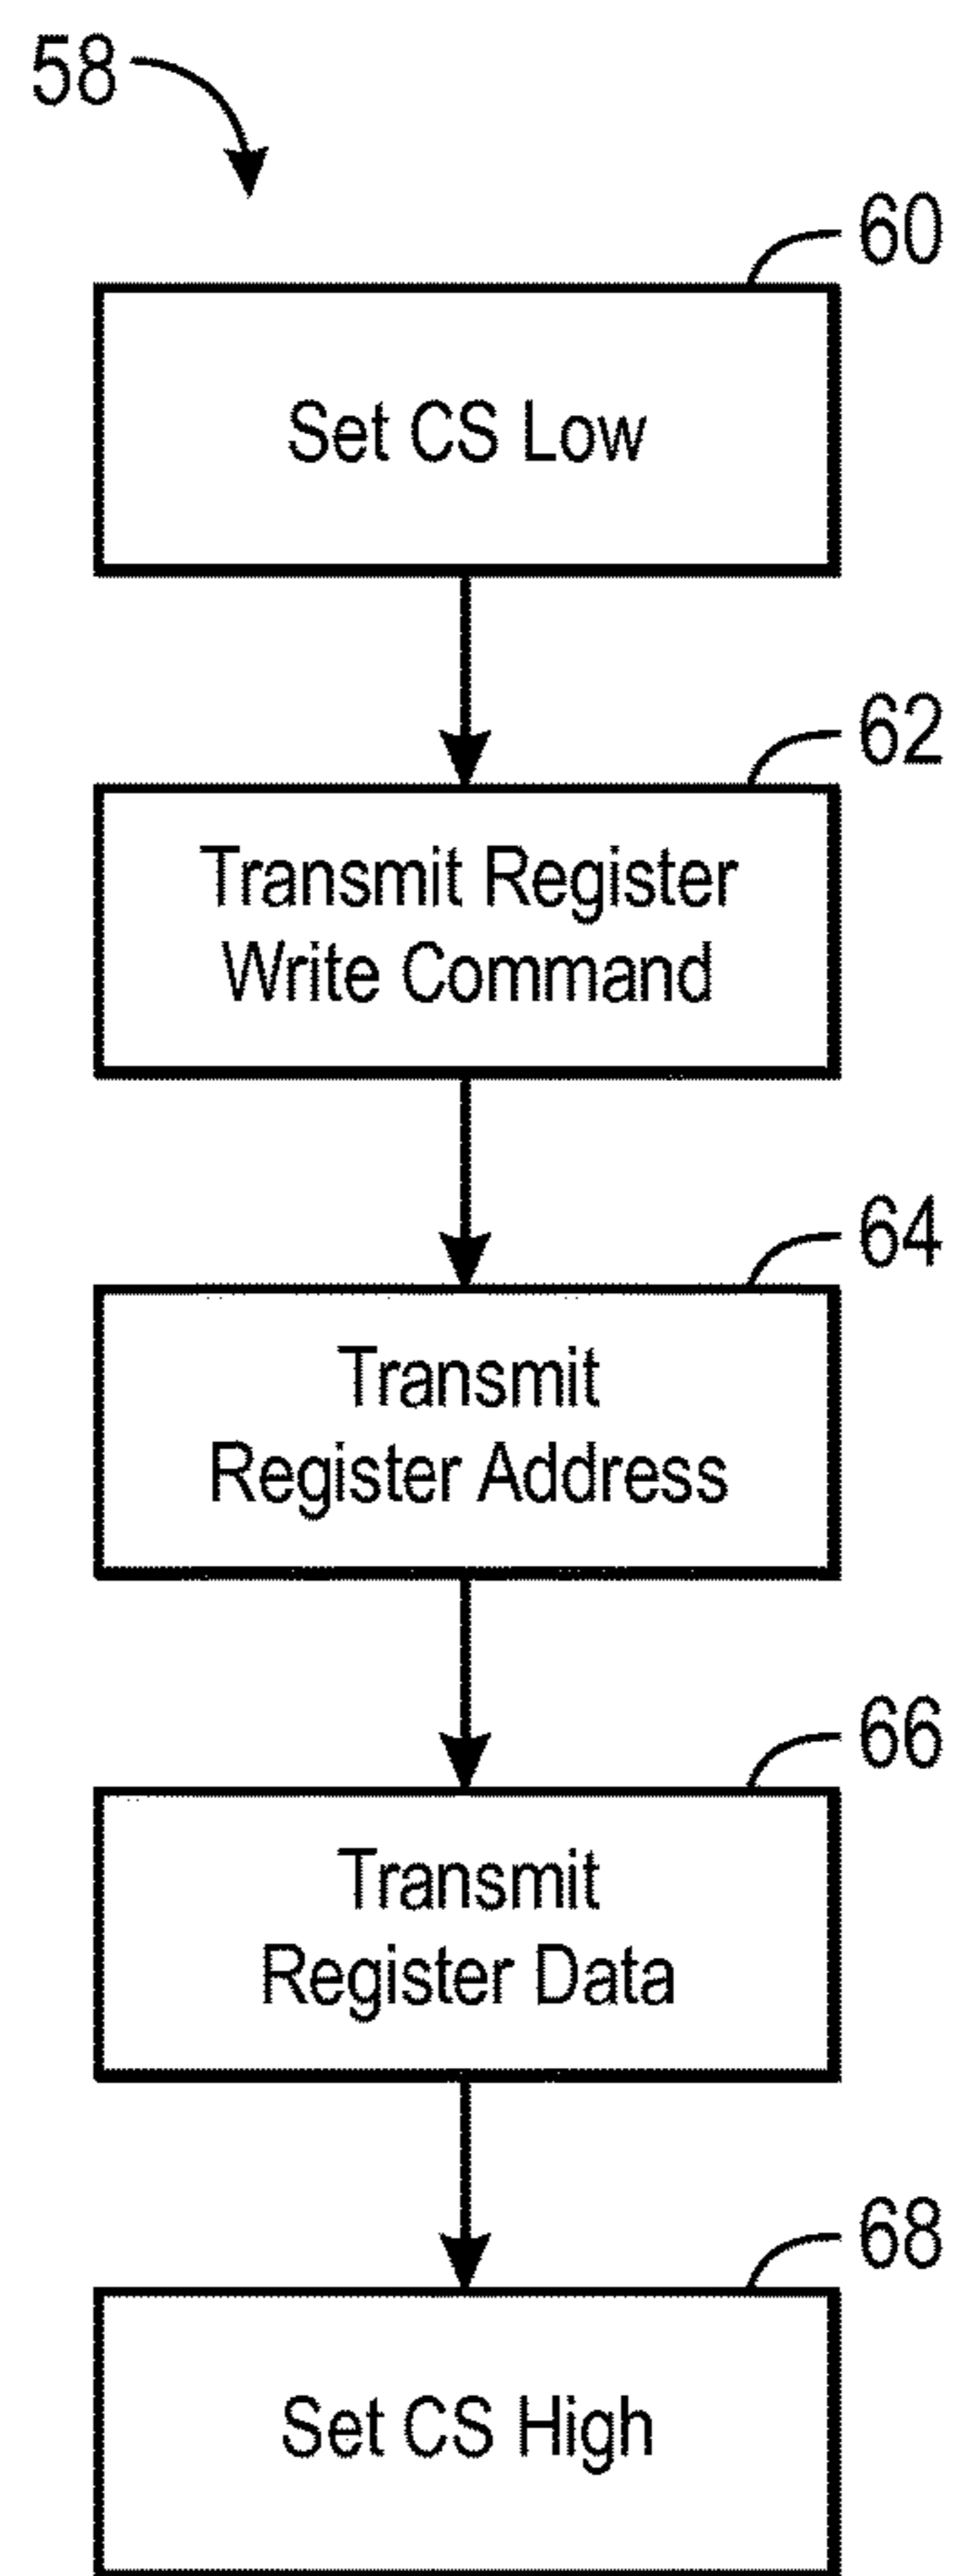 58
60
Set CS Low
62
Transmit Register
Write Command
64
Transmit
Register Address
66
Transmit
Register Data
68
Set CS High